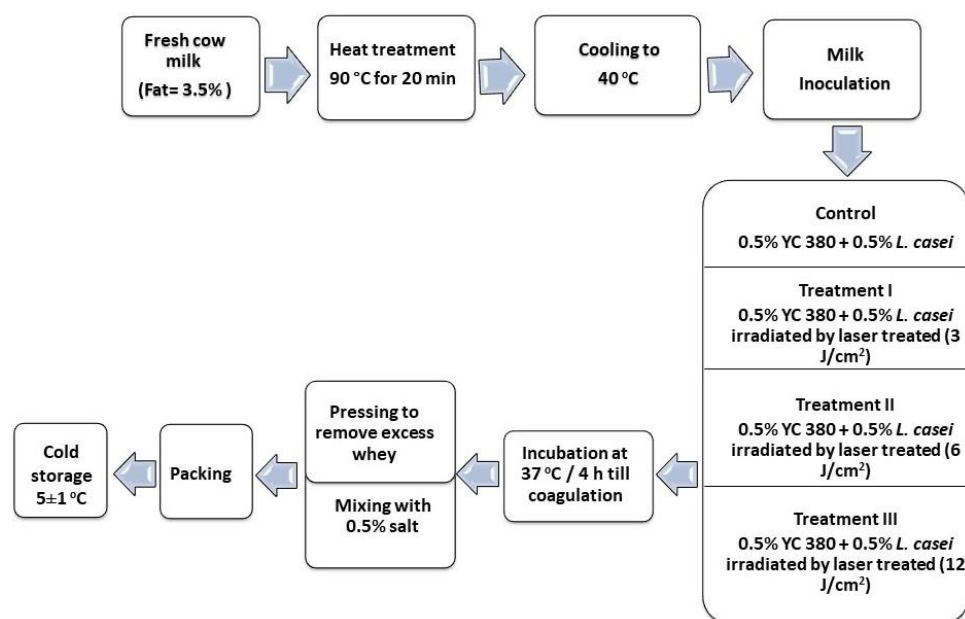 Fresh cow
milk
(Fat= 3.5% )
Heat treatment
90 °C for 20 min
Cooling to
40 °C
Milk
Inoculation
Control
0.5% YC 380 + 0.5% L. casei
Treatment I
0.5% YC 380 + 0.5% L. casei
irradiated by laser treated (3
J/cm²)
Treatment II
0.5% YC 380 + 0.5% L. casei
irradiated by laser treated (6
J/cm²)
Treatment III
0.5% YC 380 + 0.5% L. casei
irradiated by laser treated (12
J/cm²)
Incubation at
37 °C / 4 h till
coagulation
Pressing to
remove excess
whey
Mixing with
0.5% salt
Packing
Cold
storage
5±1 °C